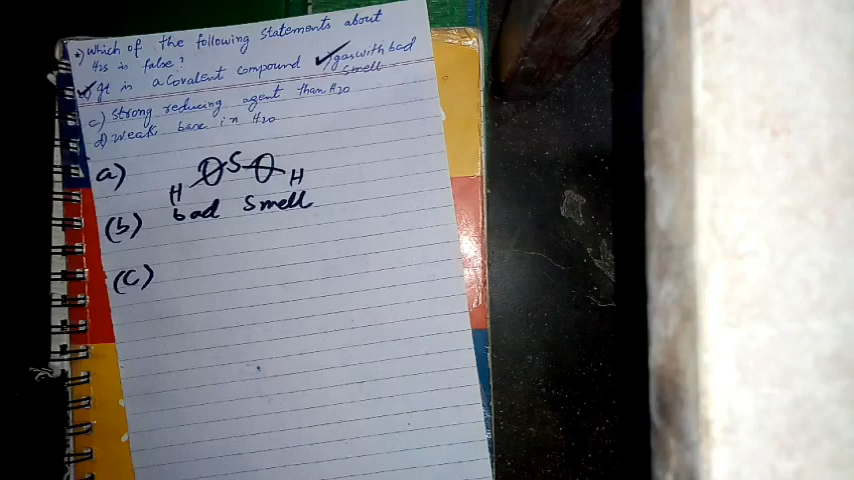 *) Which of the following statements about
H2S is false?
a) It is a Covalent compound ✓ b) gas with bad
smell
c) strong reducing agent than H2O
d) Weak base in H2O
a) H S H
(b) bad smell
(C)